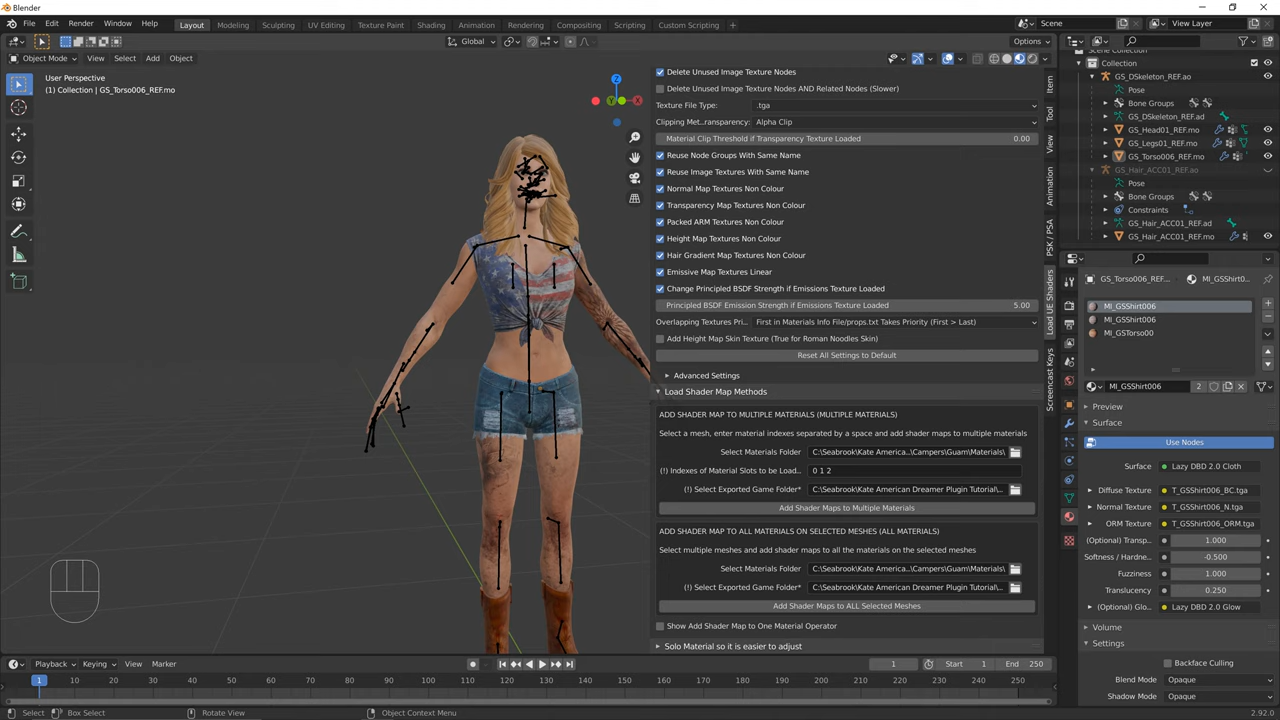 Blender
File Edit Render Window Help Layout Modeling Sculpting UV Editing Texture Paint Shading Animation Rendering Compositing Scripting Custom Scripting + Scene View Layer
Global Options
Object Mode View Select Add Object
User Perspective
(1) Collection | GS_Torso006_REF.mo
Z
X
Y
Delete Unused Image Texture Nodes
Delete Unused Image Texture Nodes AND Related Nodes (Slower)
Texture File Type: .tga
Clipping Met...ransparency: Alpha Clip
Material Clip Threshold if Transparency Texture Loaded 0.00
Reuse Node Groups With Same Name
Reuse Image Textures With Same Name
Normal Map Textures Non Colour
Transparency Map Textures Non Colour
Packed ARM Textures Non Colour
Height Map Textures Non Colour
Hair Gradient Map Textures Non Colour
Emissive Map Textures Linear
Change Principled BSDF Strength if Emissions Texture Loaded
Principled BSDF Emission Strength if Emissions Texture Loaded 5.00
Overlapping Textures Pri... First in Materials Info File/props.txt Takes Priority (First > Last)
Add Height Map Skin Texture (True for Roman Noodles Skin)
Reset All Settings to Default
Advanced Settings
Load Shader Map Methods
ADD SHADER MAP TO MULTIPLE MATERIALS (MULTIPLE MATERIALS)
Select a mesh, enter material indexes separated by a space and add shader maps to multiple materials
Select Materials Folder C:\Seabrook\Kate America...\Campers\Guam\Materials\
(!) Indexes of Material Slots to be Load... 0 1 2
(!) Select Exported Game Folder* C:\Seabrook\Kate American Dreamer Plugin Tutorial\...
Add Shader Maps to Multiple Materials
ADD SHADER MAP TO ALL MATERIALS ON SELECTED MESHES (ALL MATERIALS)
Select multiple meshes and add shader maps to all the materials on the selected meshes
Select Materials Folder C:\Seabrook\Kate America...\Campers\Guam\Materials\
(!) Select Exported Game Folder* C:\Seabrook\Kate American Dreamer Plugin Tutorial\...
Add Shader Maps to ALL Selected Meshes
Show Add Shader Map to One Material Operator
Solo Material so it is easier to adjust
Item
Tool
View
Animation
PSK / PSA
Load UE Shaders
Screencast Keys
Scene Collection
Collection
GS_DSkeleton_REF.ao
Pose
Bone Groups
GS_DSkeleton_REF.ad
GS_Head01_REF.mo
GS_Legs01_REF.mo
GS_Torso006_REF.mo
GS_Hair_ACC01_REF.ao
Pose
Bone Groups
Constraints
GS_Hair_ACC01_REF.ad
GS_Hair_ACC01_REF.mo
GS_Torso006_REF.... MI_GSShirt0...
MI_GSShirt006
MI_GSShirt006
MI_GSTorso00
MI_GSShirt006 2
Preview
Surface
Use Nodes
Surface Lazy DBD 2.0 Cloth
Diffuse Texture T_GSShirt006_BC.tga
Normal Texture T_GSShirt006_N.tga
ORM Texture T_GSShirt006_ORM.tga
(Optional) Transp... 1.000
Softness / Hardne... -0.500
Fuzziness 1.000
Translucency 0.250
(Optional) Glo... Lazy DBD 2.0 Glow
Volume
Settings
Backface Culling
Blend Mode Opaque
Shadow Mode Opaque
Playback Keying View Marker 1 Start 1 End 250
1 10 20 30 40 50 60 70 80 90 100 110 120 130 140 150 160 170 180 190 200 210 220 230 240 250
Select Box Select Rotate View Object Context Menu 2.92.0